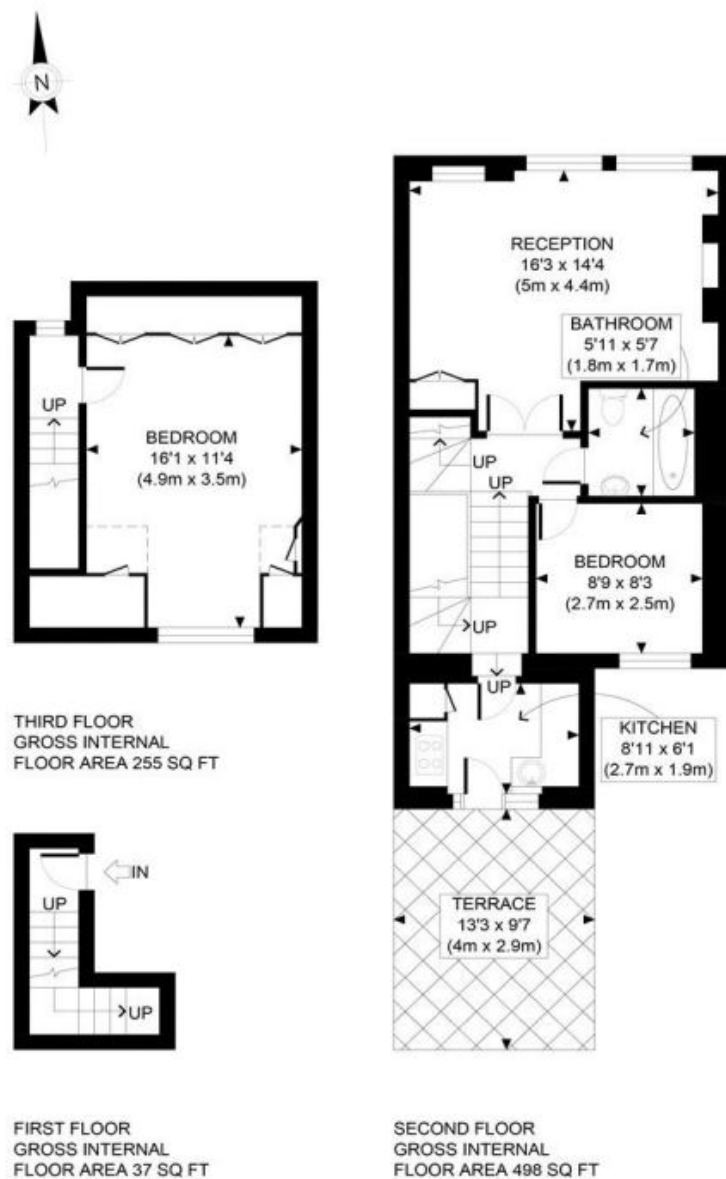 N
UP
BEDROOM
16'1 x 11'4
(4.9m x 3.5m)
THIRD FLOOR
GROSS INTERNAL
FLOOR AREA 255 SQ FT
IN
UP
UP
FIRST FLOOR
GROSS INTERNAL
FLOOR AREA 37 SQ FT
RECEPTION
16'3 x 14'4
(5m x 4.4m)
BATHROOM
5'11 x 5'7
(1.8m x 1.7m)
UP
UP
BEDROOM
8'9 x 8'3
(2.7m x 2.5m)
UP
UP
KITCHEN
8'11 x 6'1
(2.7m x 1.9m)
TERRACE
13'3 x 9'7
(4m x 2.9m)
SECOND FLOOR
GROSS INTERNAL
FLOOR AREA 498 SQ FT